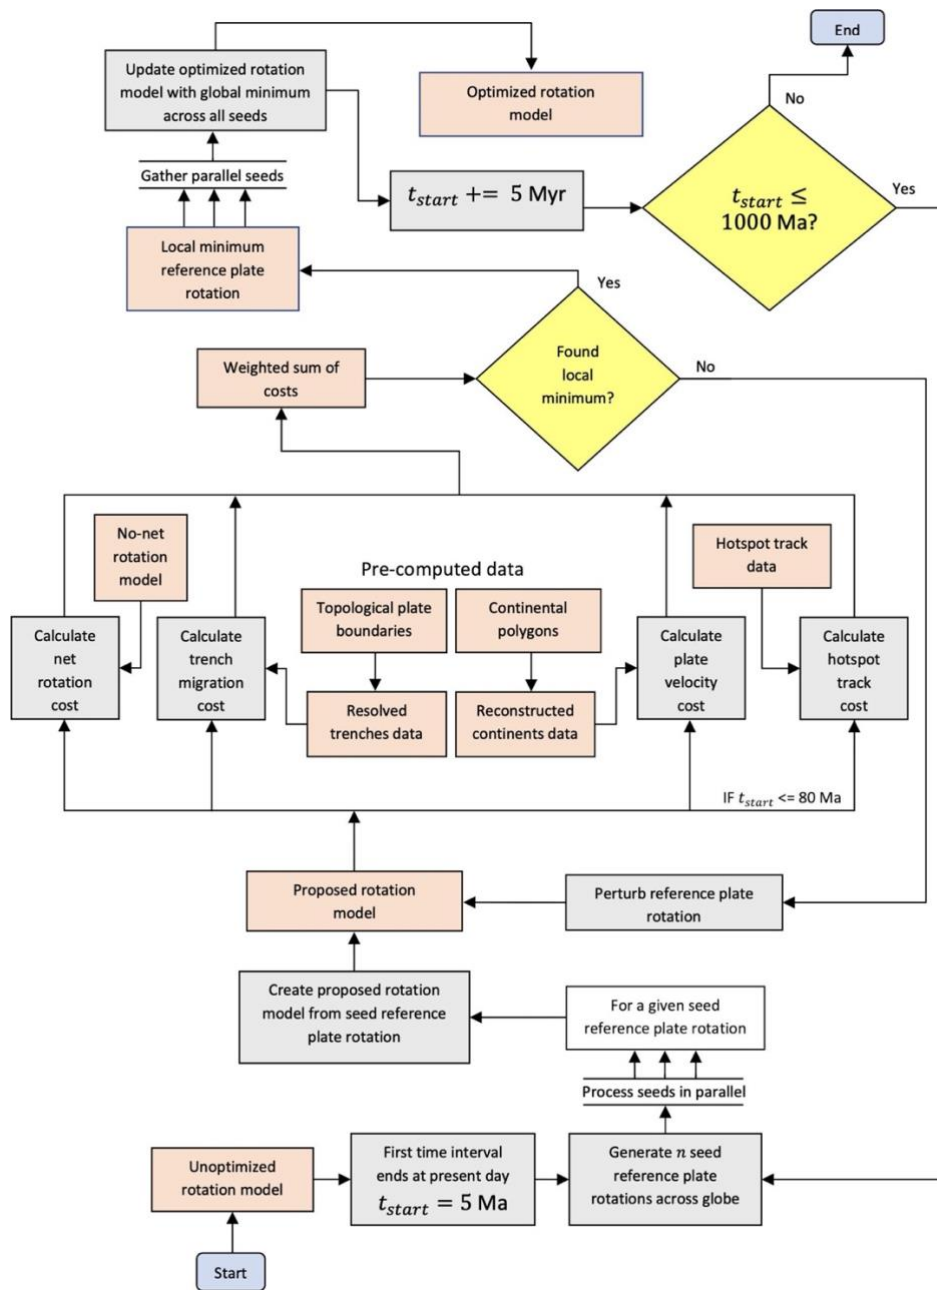 End
Update optimized rotation
model with global minimum
across all seeds
Optimized rotation
model
No
Gather parallel seeds
t_start += 5 Myr
t_start ≤
1000 Ma?
Yes
Local minimum
reference plate
rotation
Yes
Weighted sum of
costs
Found
local
minimum?
No
No-net
rotation
model
Hotspot track
data
Pre-computed data
Topological plate
boundaries
Continental
polygons
Calculate
net
rotation
cost
Calculate
trench
migration
cost
Calculate
plate
velocity
cost
Calculate
hotspot
track
cost
Resolved
trenches data
Reconstructed
continents data
IF t_start <= 80 Ma
Proposed rotation
model
Perturb reference plate
rotation
Create proposed rotation
model from seed reference
plate rotation
For a given seed
reference plate rotation
Process seeds in parallel
Unoptimized
rotation model
First time interval
ends at present day
t_start = 5 Ma
Generate n seed
reference plate
rotations across globe
Start